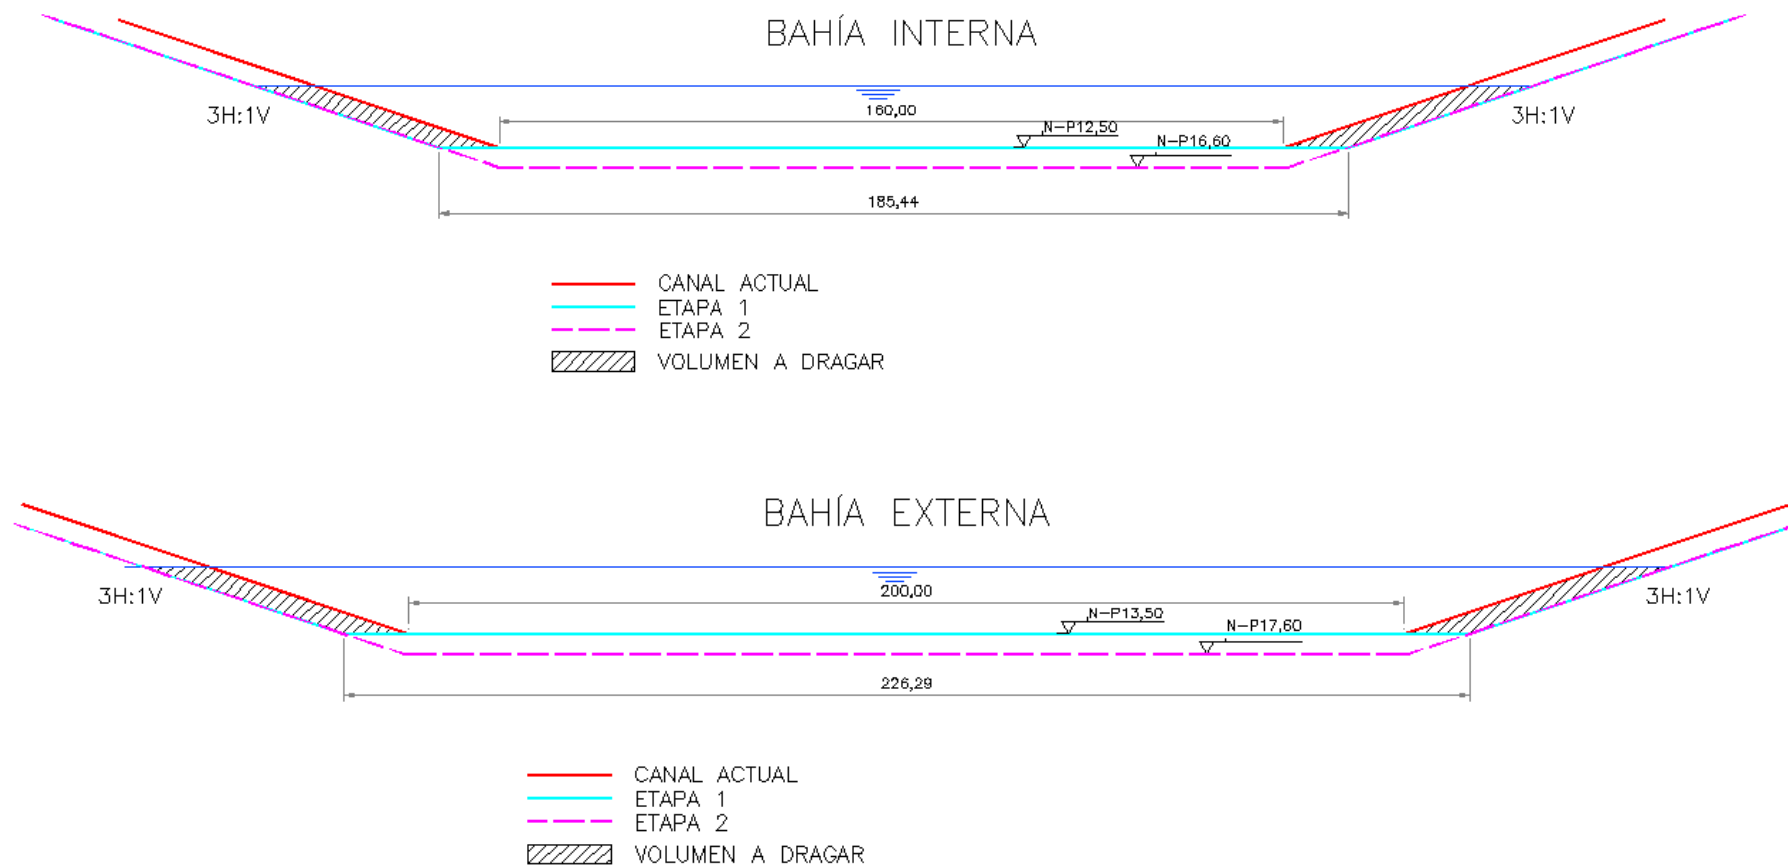 BAHÍA INTERNA
3H:1V
160,00
3H:1V
N-P12,50
N-P16,60
185,44
CANAL ACTUAL
ETAPA 1
ETAPA 2
VOLUMEN A DRAGAR
BAHÍA EXTERNA
3H:1V
200,00
3H:1V
N-P13,50
N-P17,60
226,29
CANAL ACTUAL
ETAPA 1
ETAPA 2
VOLUMEN A DRAGAR